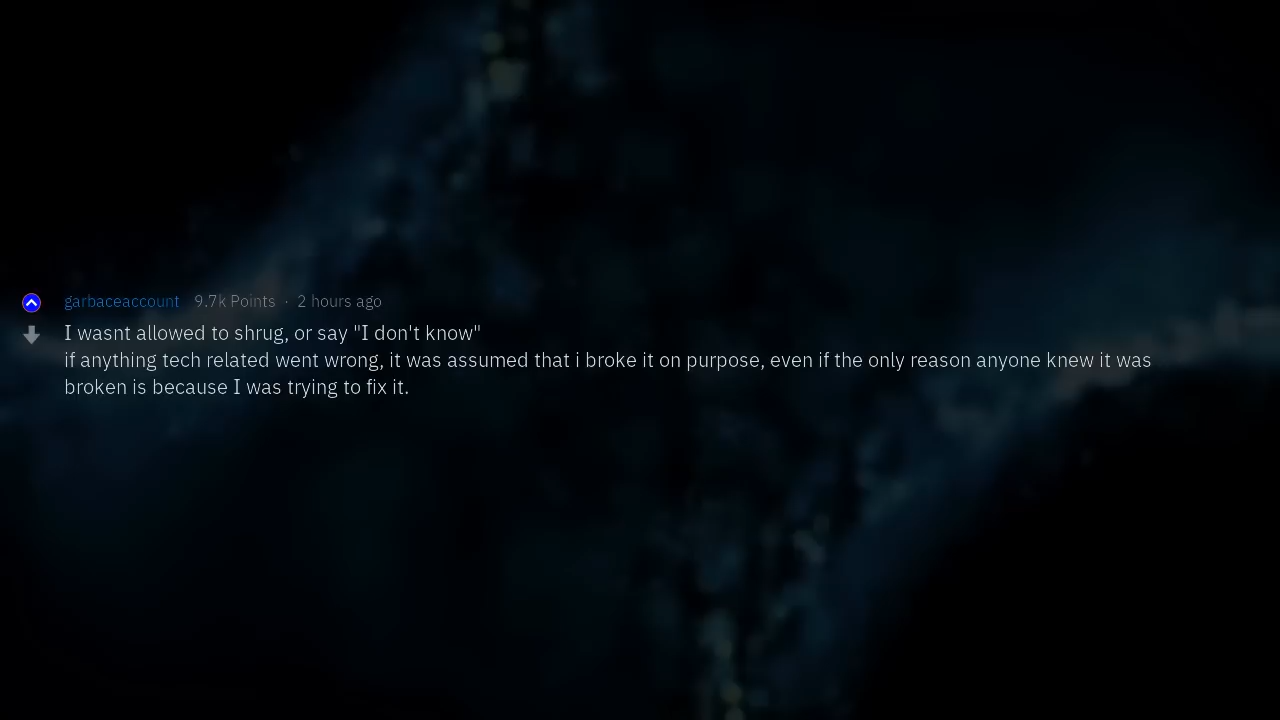 garbaceaccount 9.7k Points · 2 hours ago
I wasnt allowed to shrug, or say "I don't know"
if anything tech related went wrong, it was assumed that i broke it on purpose, even if the only reason anyone knew it was
broken is because I was trying to fix it.